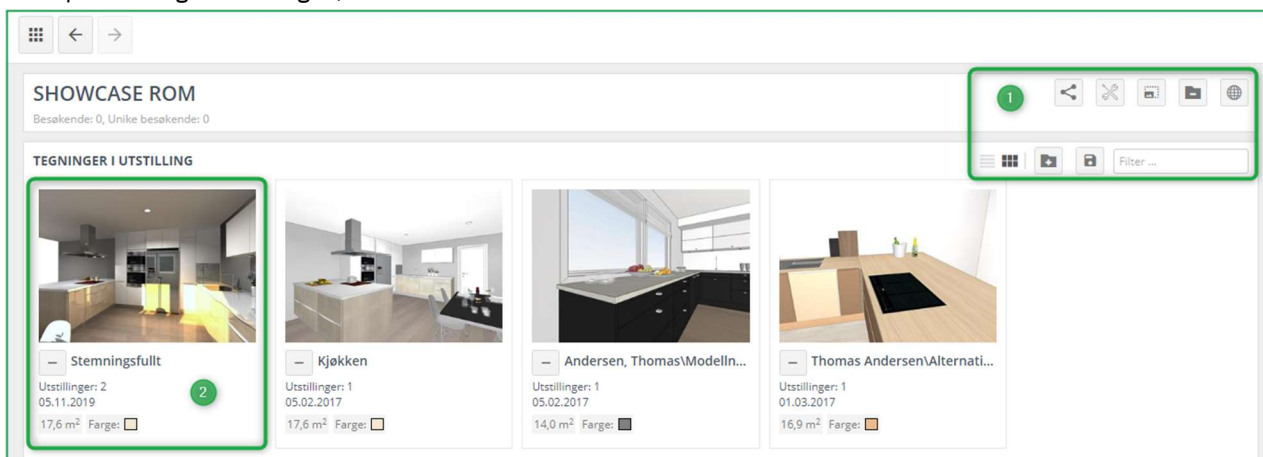 SHOWCASE ROM
1
Besøkende: 0, Unike besøkende: 0
TEGNINGER I UTSTILLING
Filter ...
Stemningsfullt
Utstillinger: 2
05.11.2019
2
17,6 m² Farge:
Kjøkken
Utstillinger: 1
05.02.2017
17,6 m² Farge:
Andersen, Thomas\Modelln...
Utstillinger: 1
05.02.2017
14,0 m² Farge:
Thomas Andersen\Alternati...
Utstillinger: 1
01.03.2017
16,9 m² Farge: